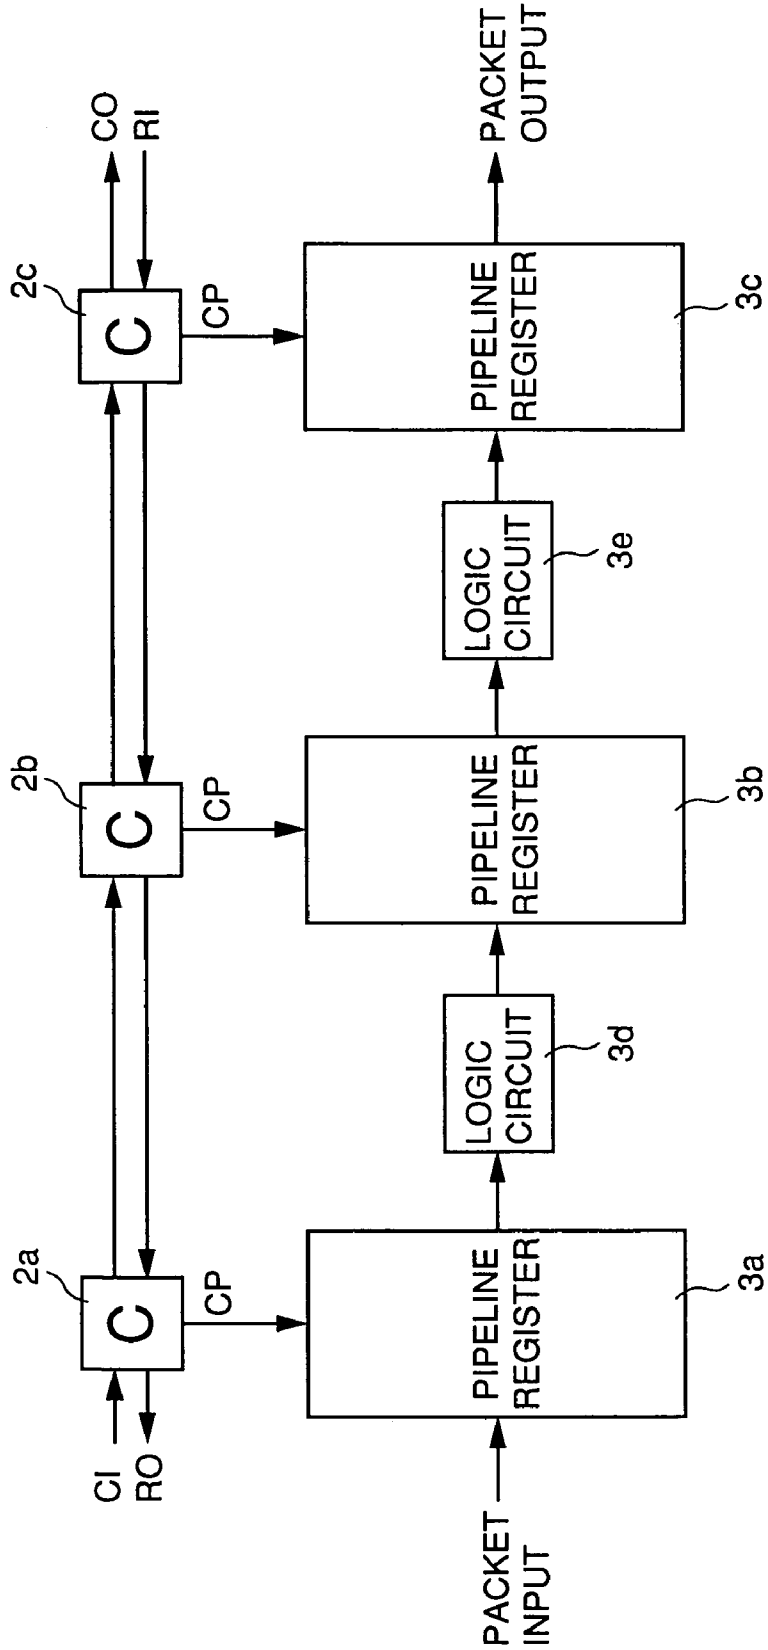 2a
2b
2c
CI
RO
C
C
C
CO
RI
CP
CP
CP
PACKET
INPUT
PIPELINE
REGISTER
LOGIC
CIRCUIT
PIPELINE
REGISTER
LOGIC
CIRCUIT
PIPELINE
REGISTER
PACKET
OUTPUT
3a
3d
3b
3e
3c